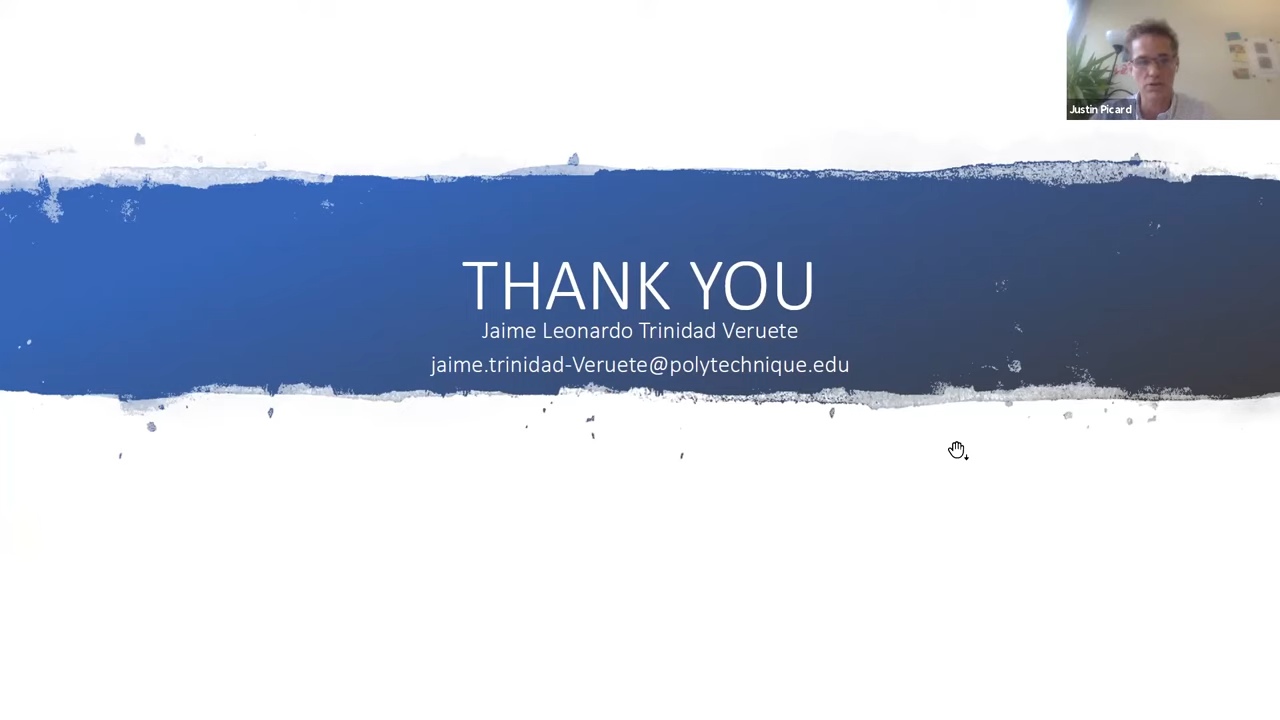 Justin Picard
THANK YOU
Jaime Leonardo Trinidad Veruete
jaime.trinidad-Veruete@polytechnique.edu